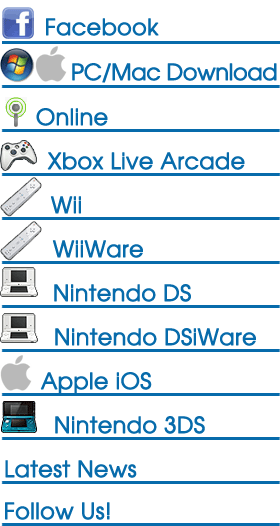 Facebook
PC/Mac Download
Online
Xbox Live Arcade
Wii
WiiWare
Nintendo DS
Nintendo DSiWare
Apple iOS
Nintendo 3DS
Latest News
Follow Us!